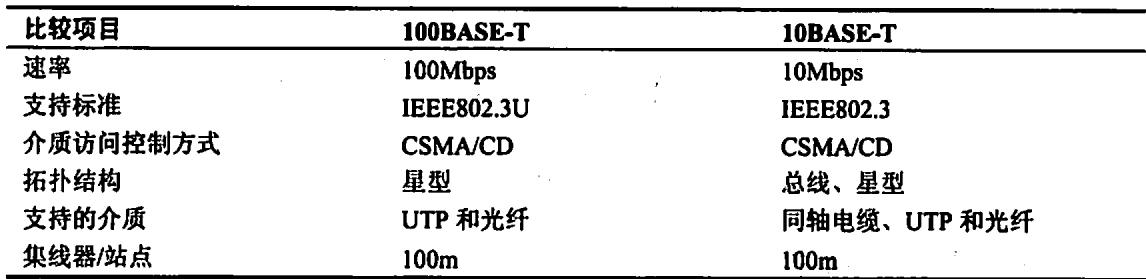 比较项目 100BASE-T 10BASE-T
速率 100Mbps 10Mbps
支持标准 IEEE802.3U IEEE802.3
介质访问控制方式 CSMA/CD CSMA/CD
拓扑结构 星型 总线、星型
支持的介质 UTP 和光纤 同轴电缆、UTP 和光纤
集线器/站点 100m 100m